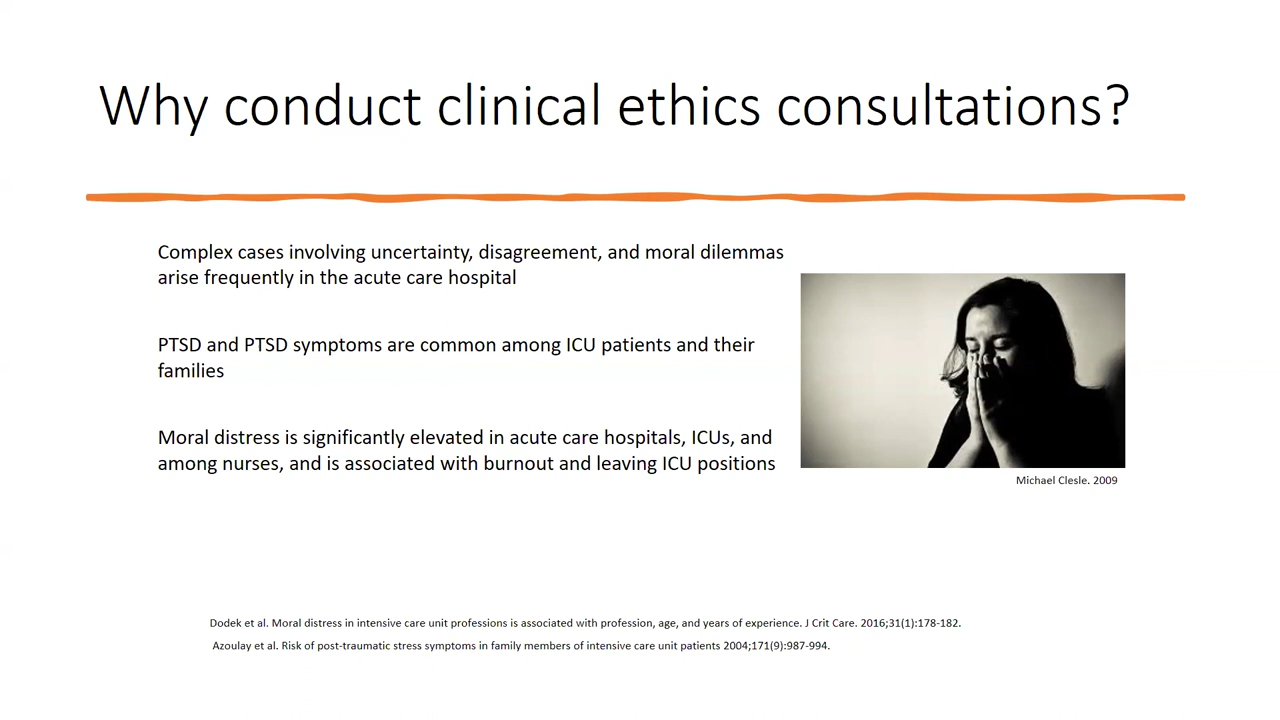 Why conduct clinical ethics consultations?
Complex cases involving uncertainty, disagreement, and moral dilemmas
arise frequently in the acute care hospital
PTSD and PTSD symptoms are common among ICU patients and their
families
Moral distress is significantly elevated in acute care hospitals, ICUs, and
among nurses, and is associated with burnout and leaving ICU positions
Michael Clesle. 2009
Dodek et al. Moral distress in intensive care unit professions is associated with profession, age, and years of experience. J Crit Care. 2016;31(1):178-182.
Azoulay et al. Risk of post-traumatic stress symptoms in family members of intensive care unit patients 2004;171(9):987-994.